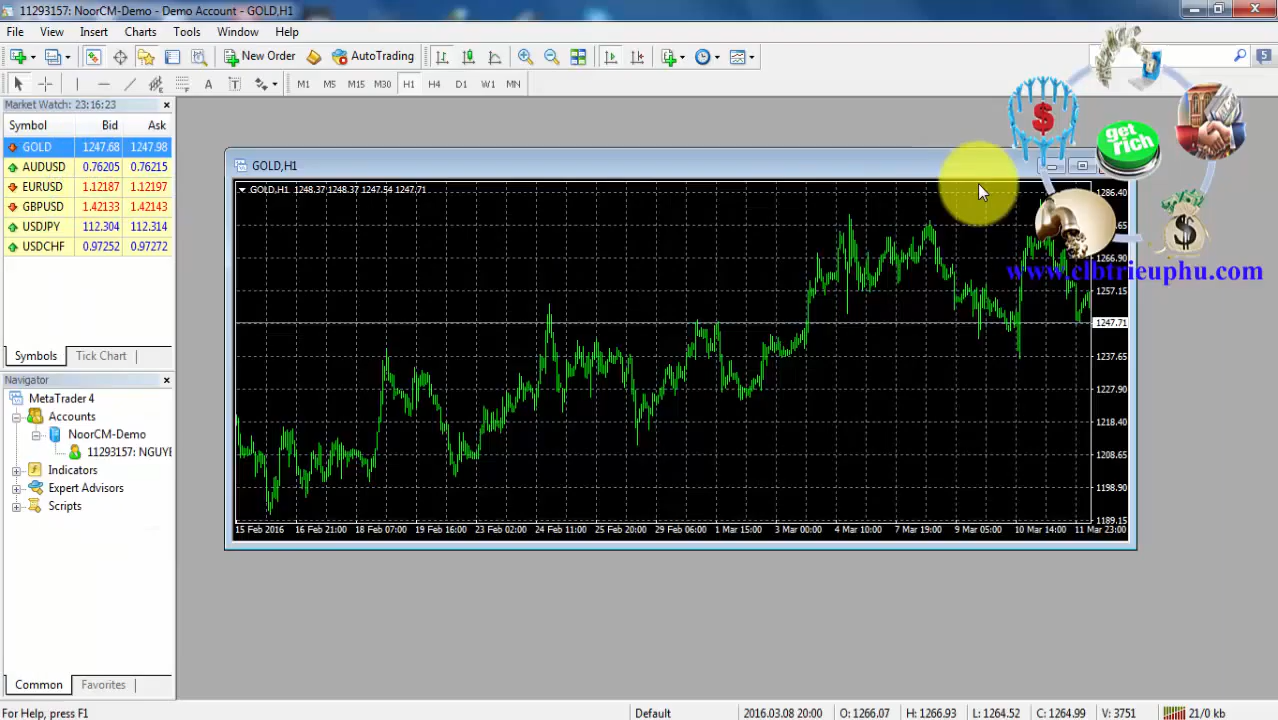 11293157: NoorCM-Demo - Demo Account - GOLD,H1
File View Insert Charts Tools Window Help
New Order AutoTrading 5
A T M1 M5 M15 M30 H1 H4 D1 W1 MN
Market Watch: 23:16:23
Symbol Bid Ask
GOLD 1247.68 1247.98
AUDUSD 0.76205 0.76215
EURUSD 1.12187 1.12197
GBPUSD 1.42133 1.42143
USDJPY 112.304 112.314
USDCHF 0.97252 0.97272
Symbols Tick Chart
Navigator
MetaTrader 4
Accounts
NoorCM-Demo
11293157: NGUYE
Indicators
Expert Advisors
Scripts
Common Favorites
GOLD,H1
GOLD,H1 1248.37 1248.37 1247.54 1247.71
1286.40
.65
1266.90
1257.15
1247.71
1237.65
1227.90
1218.40
1208.65
1198.90
1189.15
15 Feb 2016 16 Feb 21:00 18 Feb 07:00 19 Feb 16:00 23 Feb 02:00 24 Feb 11:00 25 Feb 20:00 29 Feb 06:00 1 Mar 15:00 3 Mar 00:00 4 Mar 10:00 7 Mar 19:00 9 Mar 05:00 10 Mar 14:00 11 Mar 23:00
get
rich
$
$
www.clbtrieuphu.com
For Help, press F1 Default 2016.03.08 20:00 O: 1266.07 H: 1266.93 L: 1264.52 C: 1264.99 V: 3751 21/0 kb